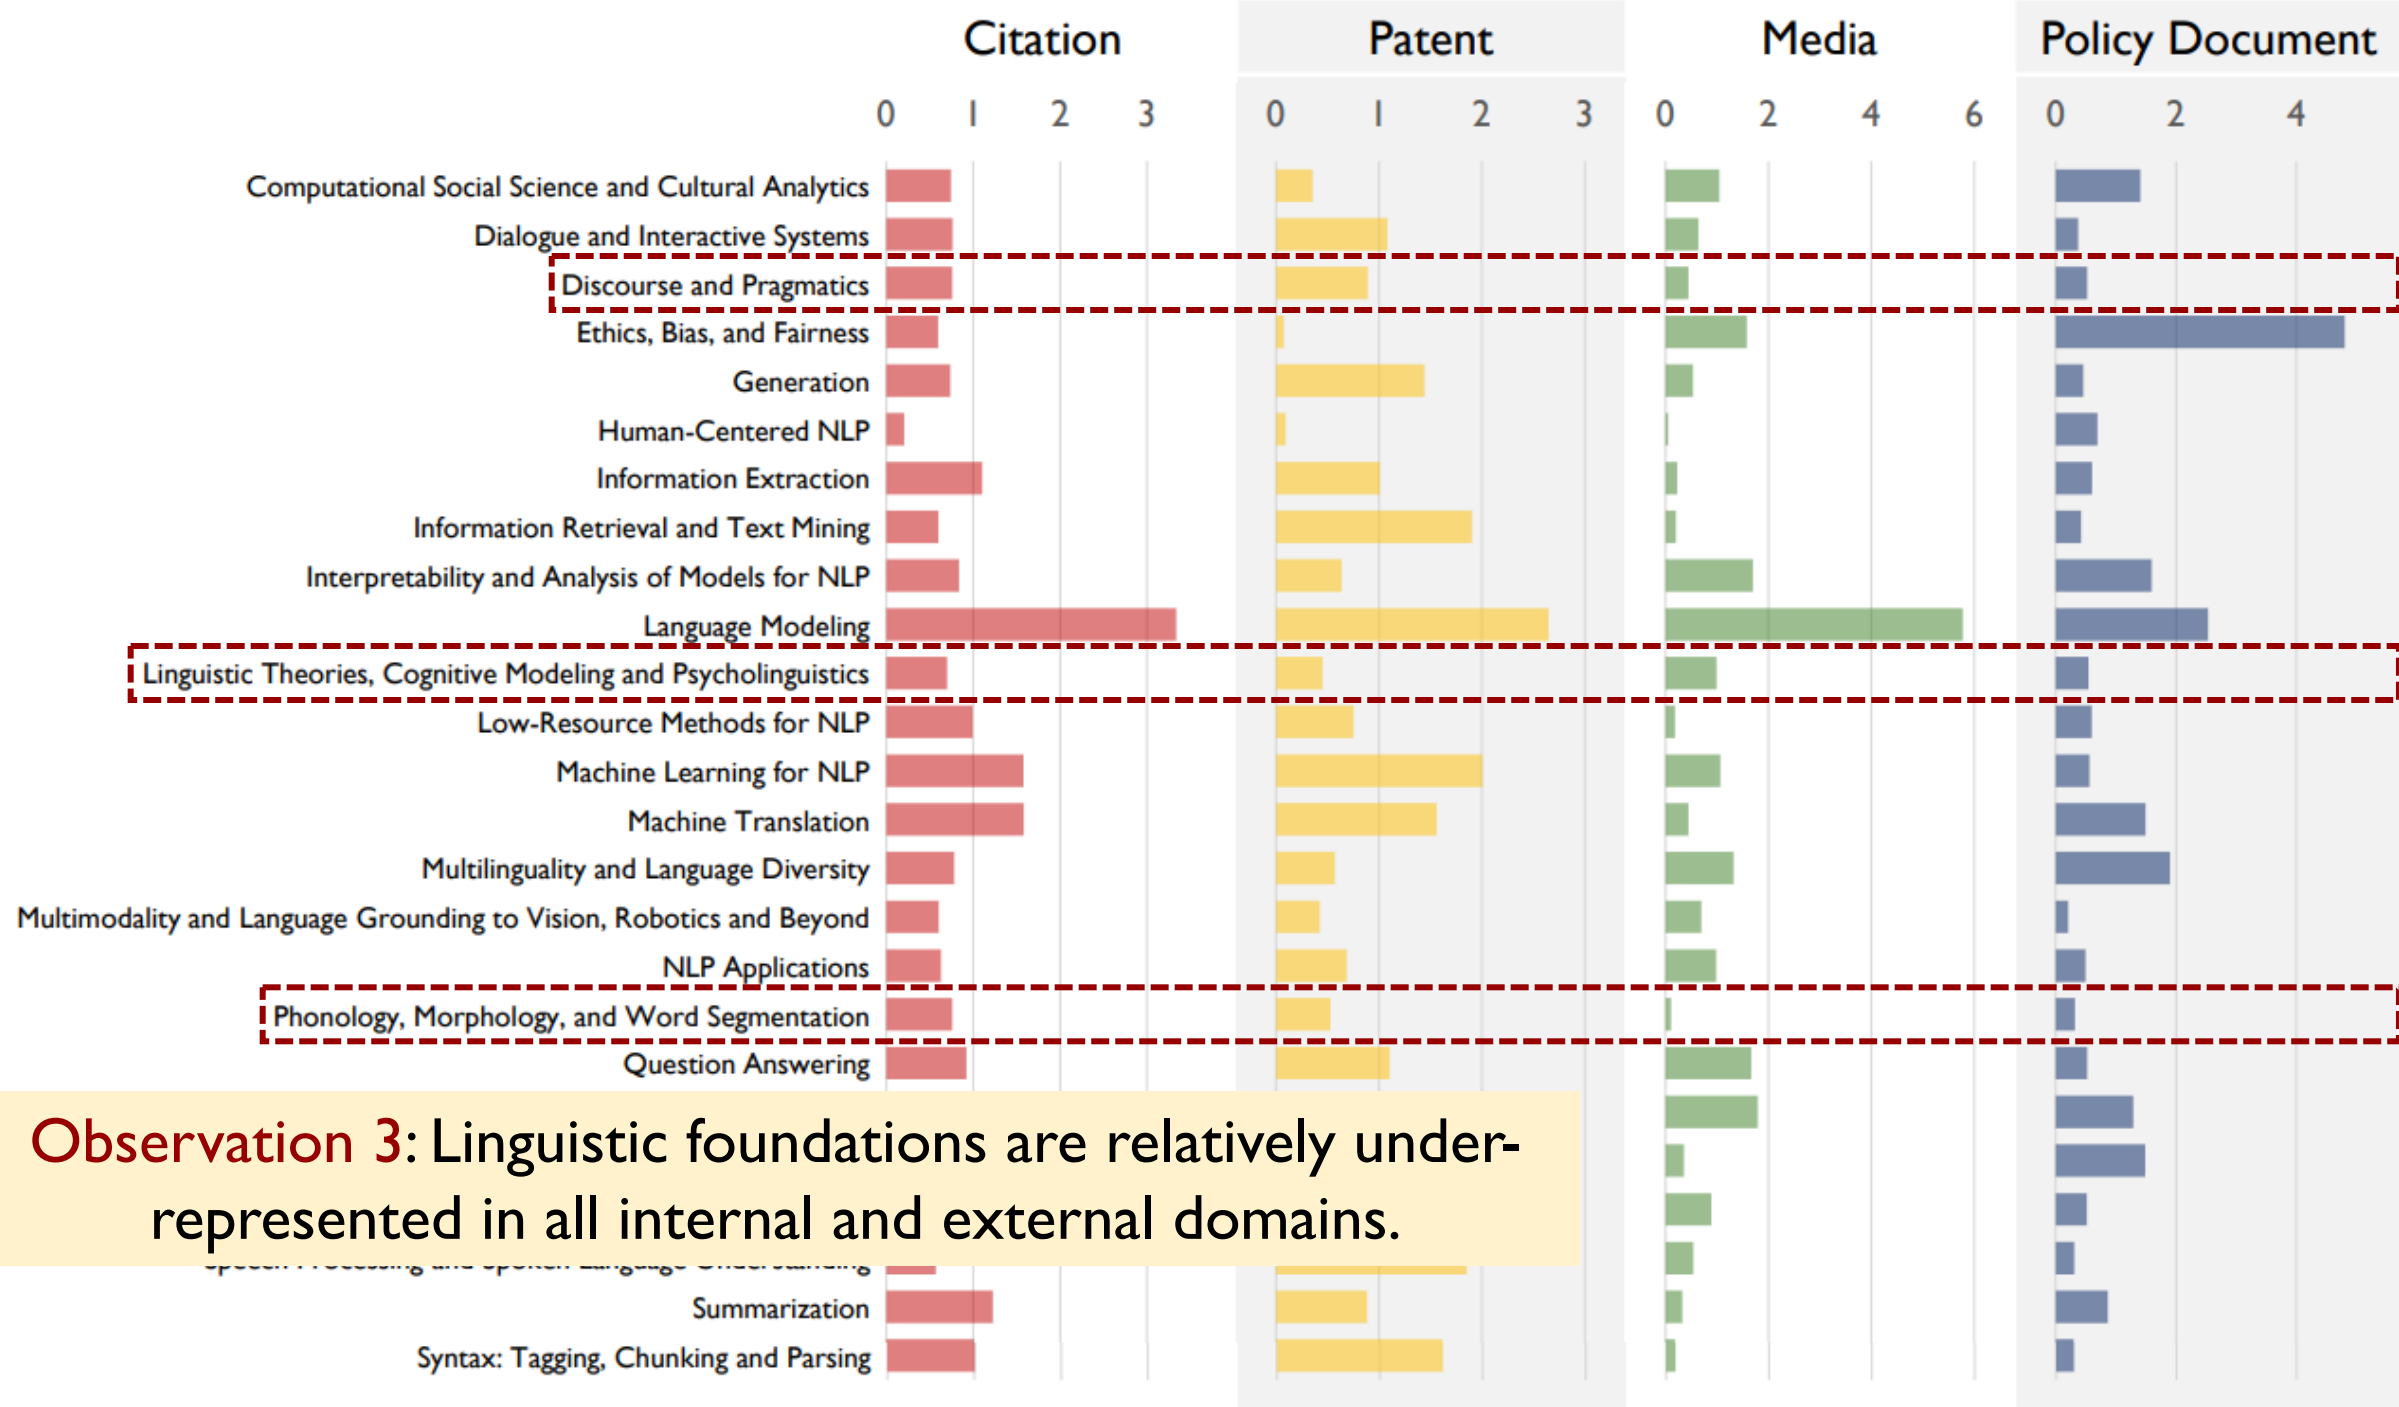 Citation Patent Media Policy Document
0 1 2 3 0 1 2 3 0 2 4 6 0 2 4
Computational Social Science and Cultural Analytics
Dialogue and Interactive Systems
Discourse and Pragmatics
Ethics, Bias, and Fairness
Generation
Human-Centered NLP
Information Extraction
Information Retrieval and Text Mining
Interpretability and Analysis of Models for NLP
Language Modeling
Linguistic Theories, Cognitive Modeling and Psycholinguistics
Low-Resource Methods for NLP
Machine Learning for NLP
Machine Translation
Multilinguality and Language Diversity
Multimodality and Language Grounding to Vision, Robotics and Beyond
NLP Applications
Phonology, Morphology, and Word Segmentation
Question Answering
Observation 3: Linguistic foundations are relatively under-
represented in all internal and external domains.
Speech Processing and Spoken Language Understanding
Summarization
Syntax: Tagging, Chunking and Parsing